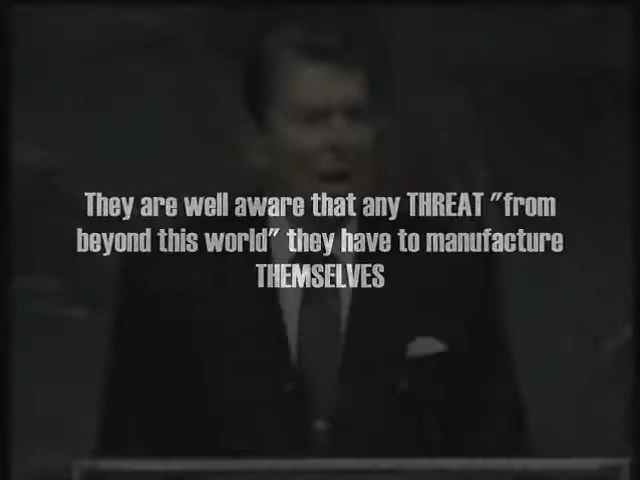 They are well aware that any THREAT "from
beyond this world" they have to manufacture
THEMSELVES